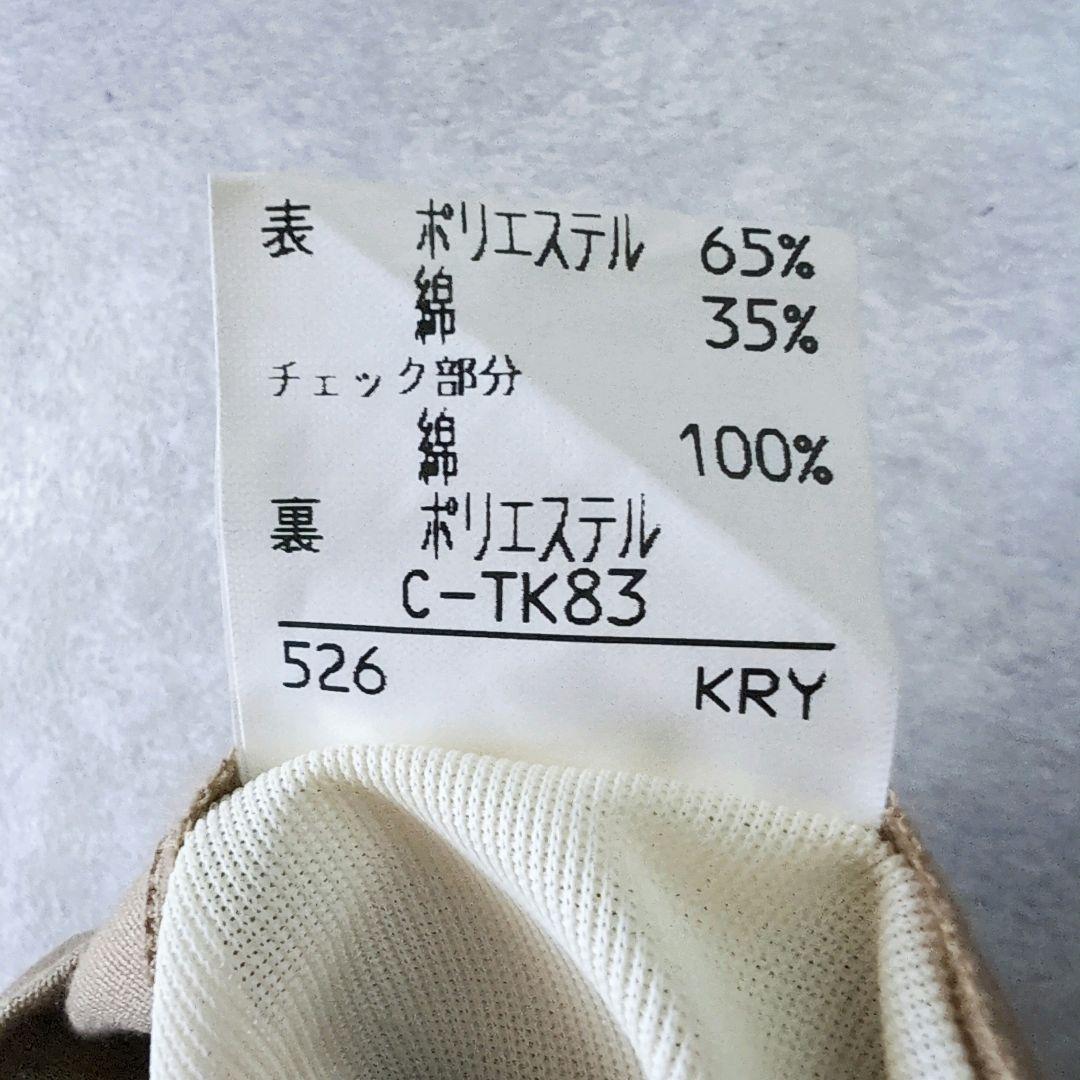 表 ポリエステル 65%
綿 35%
チェック部分
綿 100%
裏 ポリエステル
C-TK83
526 KRY